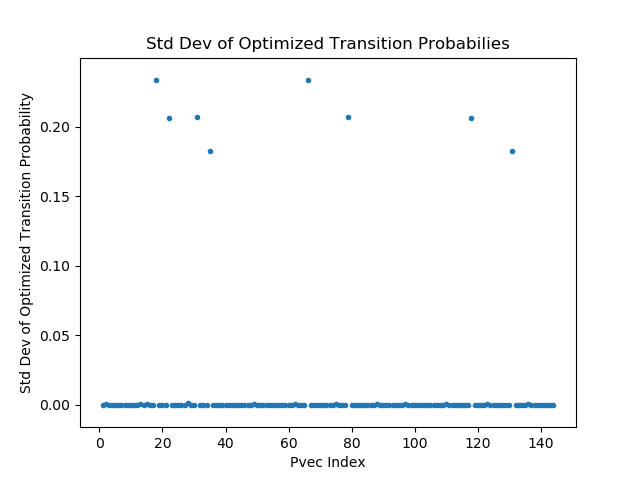 Std Dev of Optimized Transition Probabilies
Std Dev of Optimized Transition Probability
0.20
0.15
0.10
0.05
0.00
0 20 40 60 80 100 120 140
Pvec Index